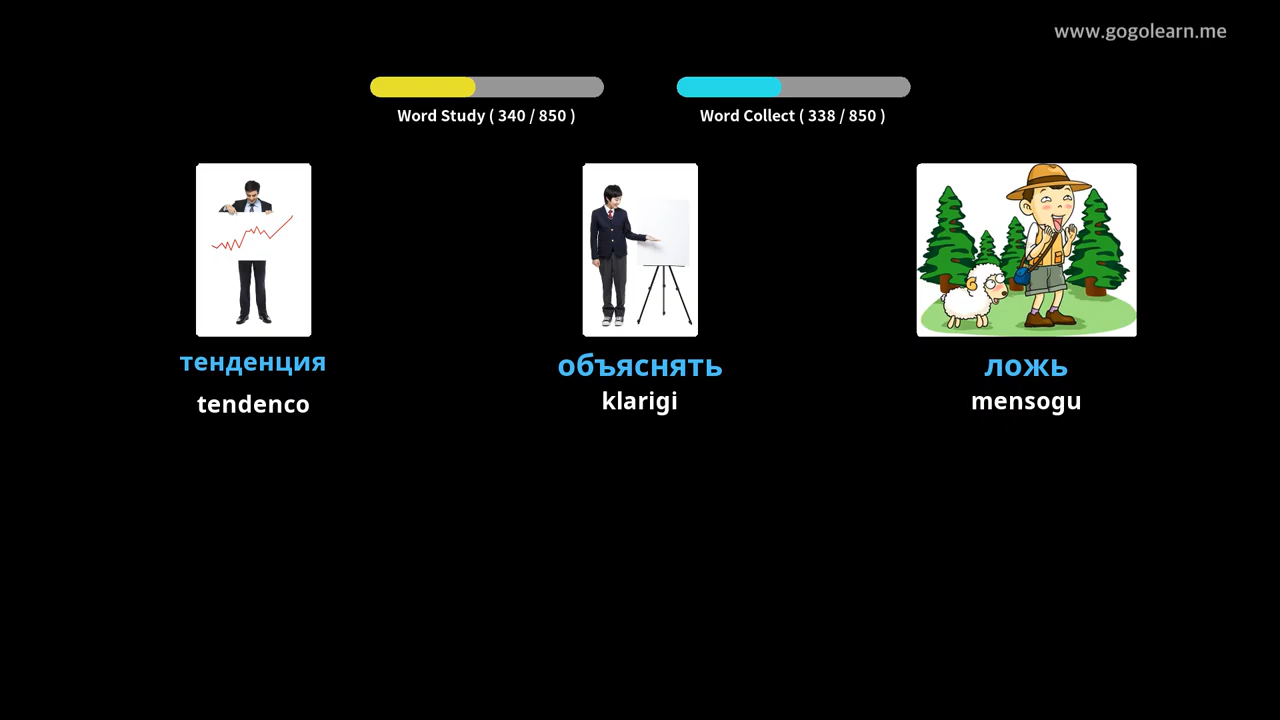 www.gogolearn.me
Word Study ( 340 / 850 )
Word Collect ( 338 / 850 )
тенденция
tendenco
объяснять
klarigi
ложь
mensogu